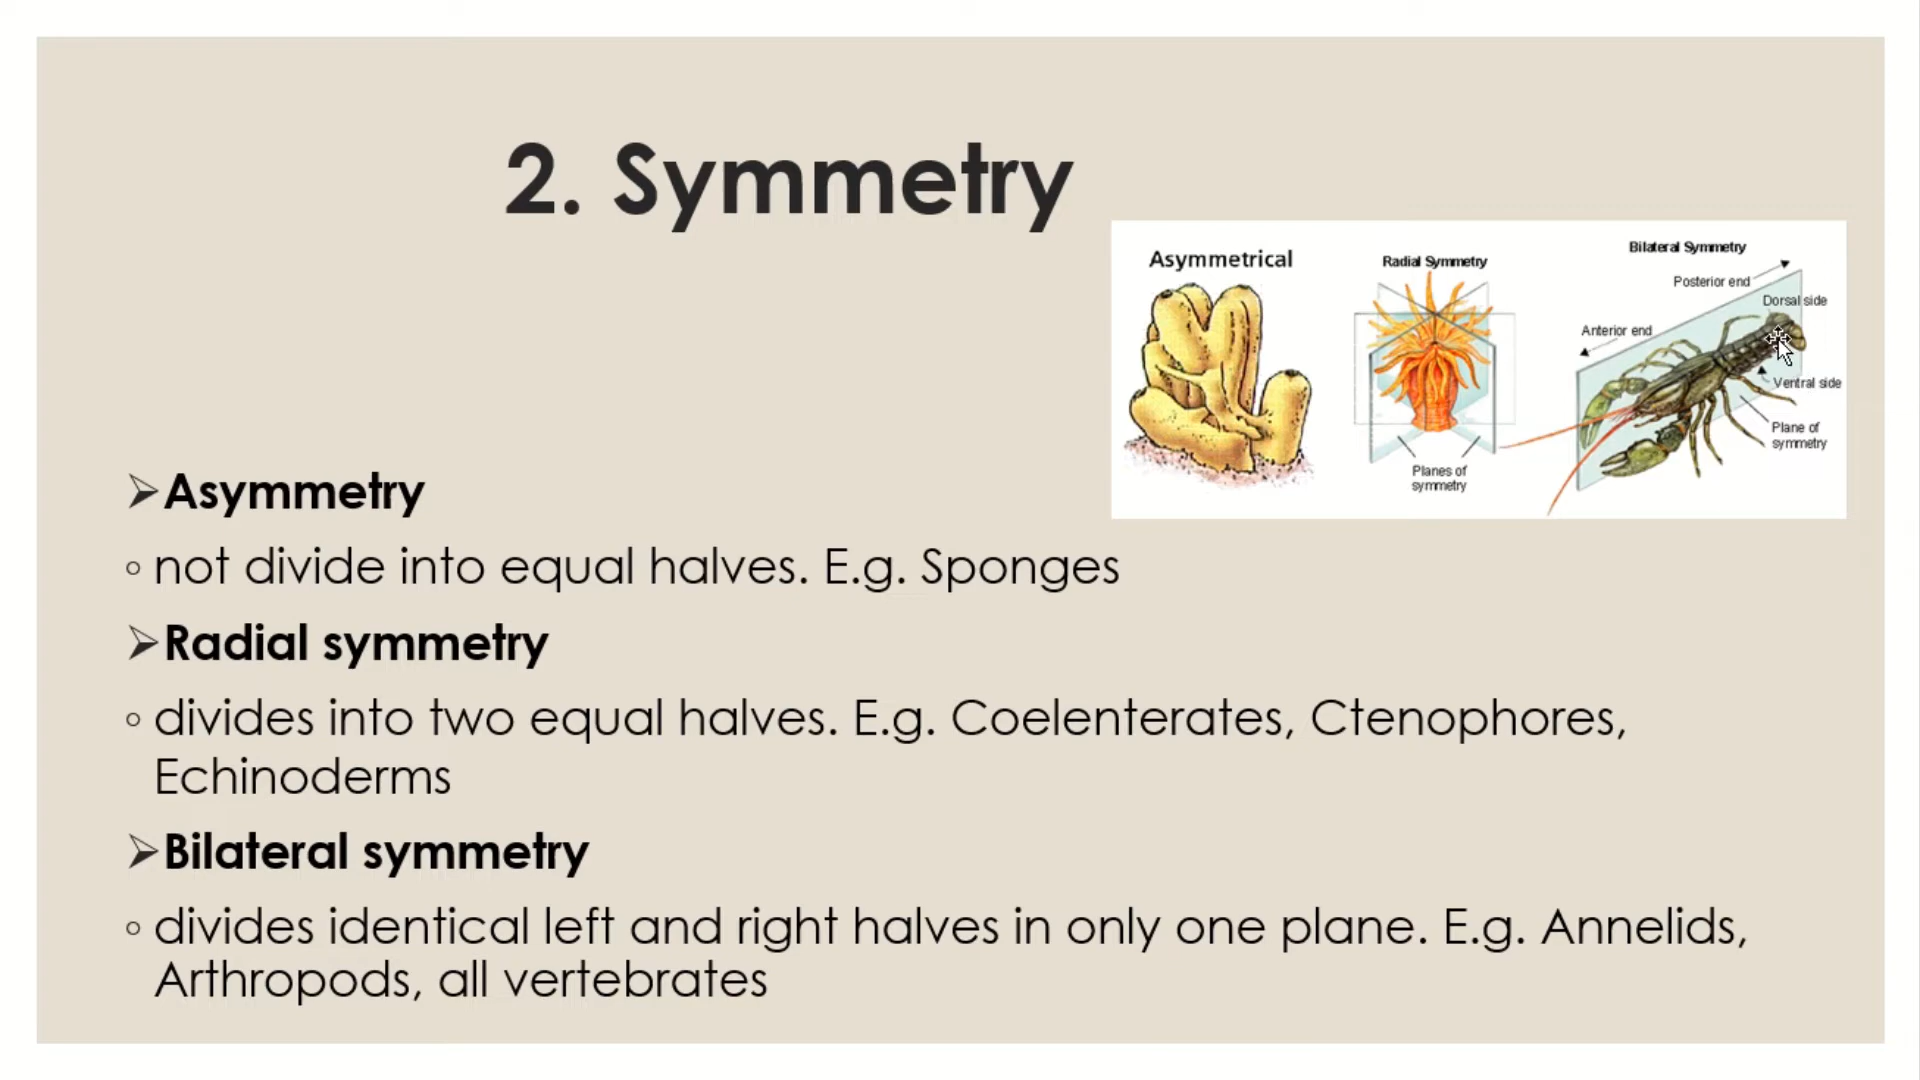 2. Symmetry
Asymmetrical
Radial Symmetry
Planes of
symmetry
Bilateral Symmetry
Posterior end
Dorsal side
Anterior end
Ventral side
Plane of
symmetry
➢Asymmetry
◦ not divide into equal halves. E.g. Sponges
➢Radial symmetry
◦ divides into two equal halves. E.g. Coelenterates, Ctenophores,
Echinoderms
➢Bilateral symmetry
◦ divides identical left and right halves in only one plane. E.g. Annelids,
Arthropods, all vertebrates